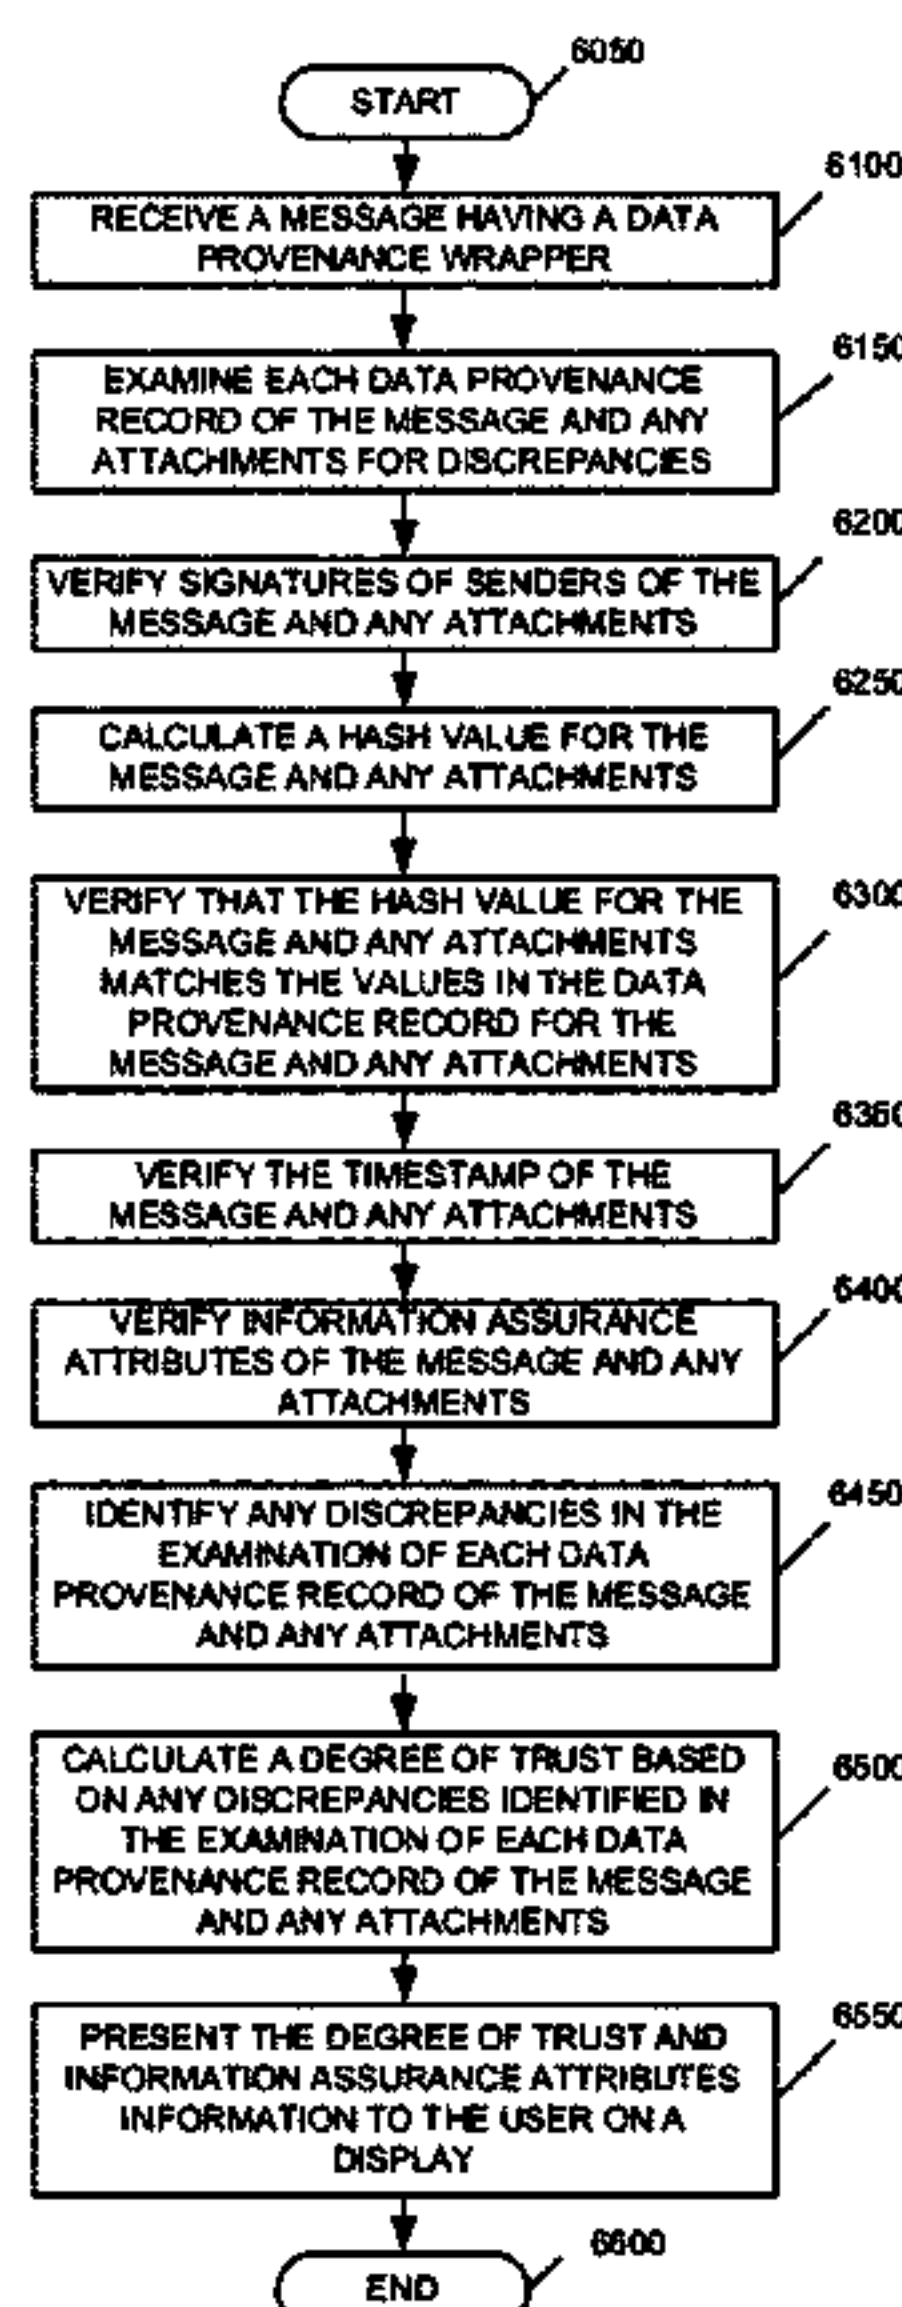 6050
START
6100
RECEIVE A MESSAGE HAVING A DATA
PROVENANCE WRAPPER
6150
EXAMINE EACH DATA PROVENANCE
RECORD OF THE MESSAGE AND ANY
ATTACHMENTS FOR DISCREPANCIES
6200
VERIFY SIGNATURES OF SENDERS OF THE
MESSAGE AND ANY ATTACHMENTS
6250
CALCULATE A HASH VALUE FOR THE
MESSAGE AND ANY ATTACHMENTS
6300
VERIFY THAT THE HASH VALUE FOR THE
MESSAGE AND ANY ATTACHMENTS
MATCHES THE VALUES IN THE DATA
PROVENANCE RECORD FOR THE
MESSAGE AND ANY ATTACHMENTS
6350
VERIFY THE TIMESTAMP OF THE
MESSAGE AND ANY ATTACHMENTS
6400
VERIFY INFORMATION ASSURANCE
ATTRIBUTES OF THE MESSAGE AND ANY
ATTACHMENTS
6450
IDENTIFY ANY DISCREPANCIES IN THE
EXAMINATION OF EACH DATA
PROVENANCE RECORD OF THE MESSAGE
AND ANY ATTACHMENTS
6500
CALCULATE A DEGREE OF TRUST BASED
ON ANY DISCREPANCIES IDENTIFIED IN
THE EXAMINATION OF EACH DATA
PROVENANCE RECORD OF THE MESSAGE
AND ANY ATTACHMENTS
6550
PRESENT THE DEGREE OF TRUST AND
INFORMATION ASSURANCE ATTRIBUTES
INFORMATION TO THE USER ON A
DISPLAY
6600
END